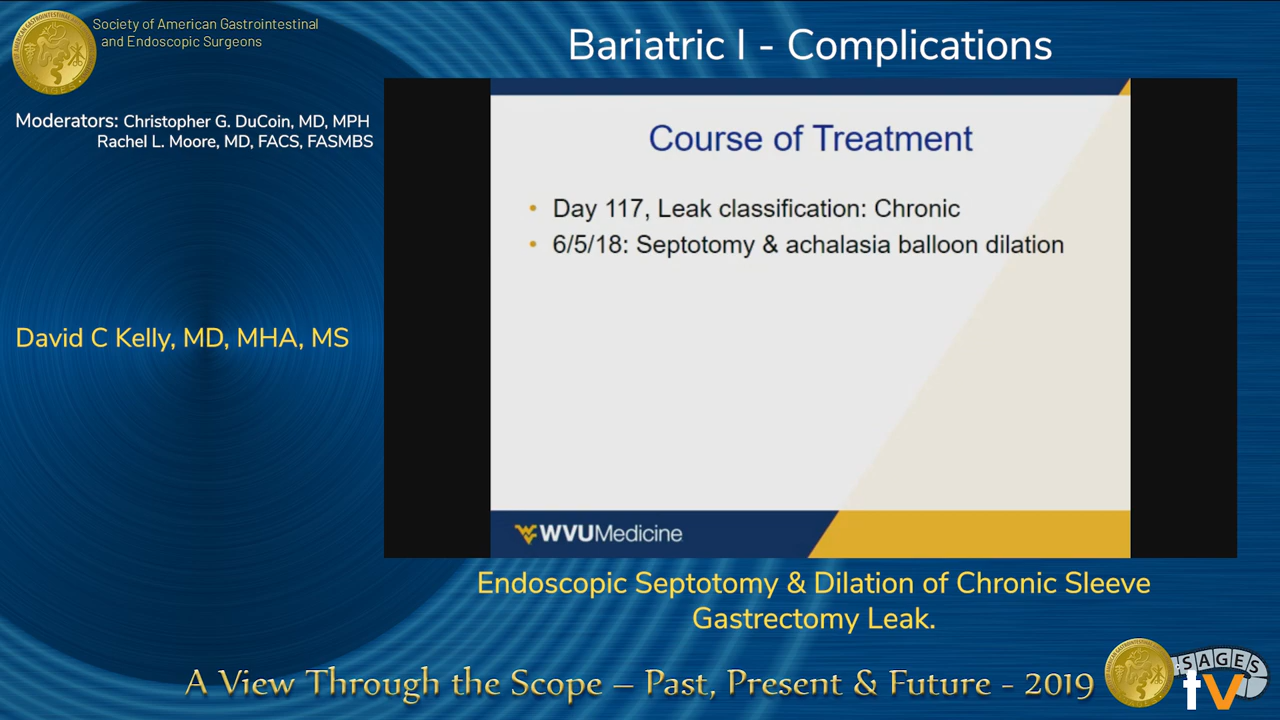 Society of American Gastrointestinal
and Endoscopic Surgeons
Bariatric I - Complications
Moderators: Christopher G. DuCoin, MD, MPH
Rachel L. Moore, MD, FACS, FASMBS
David C Kelly, MD, MHA, MS
Course of Treatment
• Day 117, Leak classification: Chronic
• 6/5/18: Septotomy & achalasia balloon dilation
WVUMedicine
Endoscopic Septotomy & Dilation of Chronic Sleeve
Gastrectomy Leak.
A View Through the Scope – Past, Present & Future - 2019
SAGES
tv